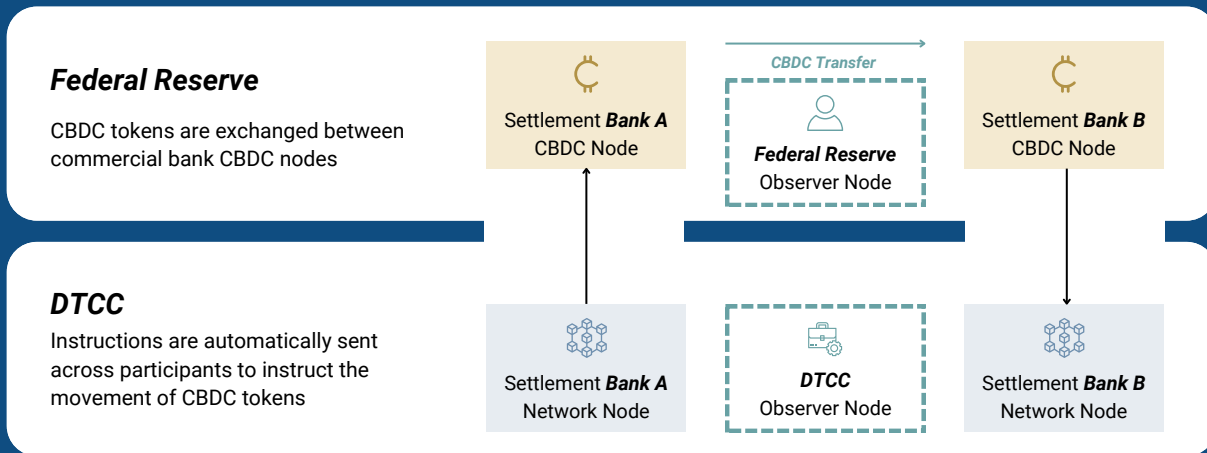 Federal Reserve
CBDC tokens are exchanged between
commercial bank CBDC nodes
Settlement Bank A
CBDC Node
CBDC Transfer
Federal Reserve
Observer Node
Settlement Bank B
CBDC Node
DTCC
Instructions are automatically sent
across participants to instruct the
movement of CBDC tokens
Settlement Bank A
Network Node
DTCC
Observer Node
Settlement Bank B
Network Node